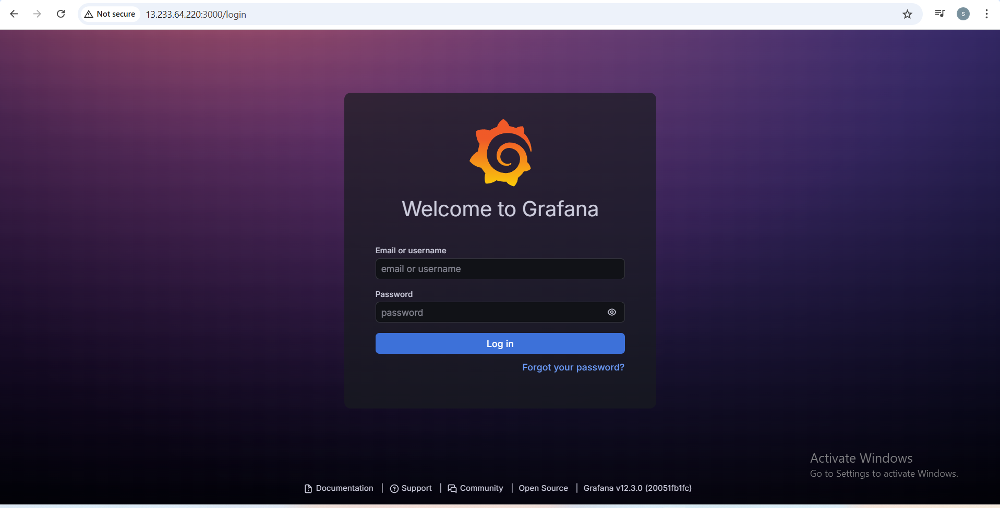 Not secure 13.233.64.220:3000/login
S
Welcome to Grafana
Email or username
email or username
Password
password
Log in
Forgot your password?
Activate Windows
Go to Settings to activate Windows.
Documentation | Support | Community | Open Source | Grafana v12.3.0 (20051fb1fc)